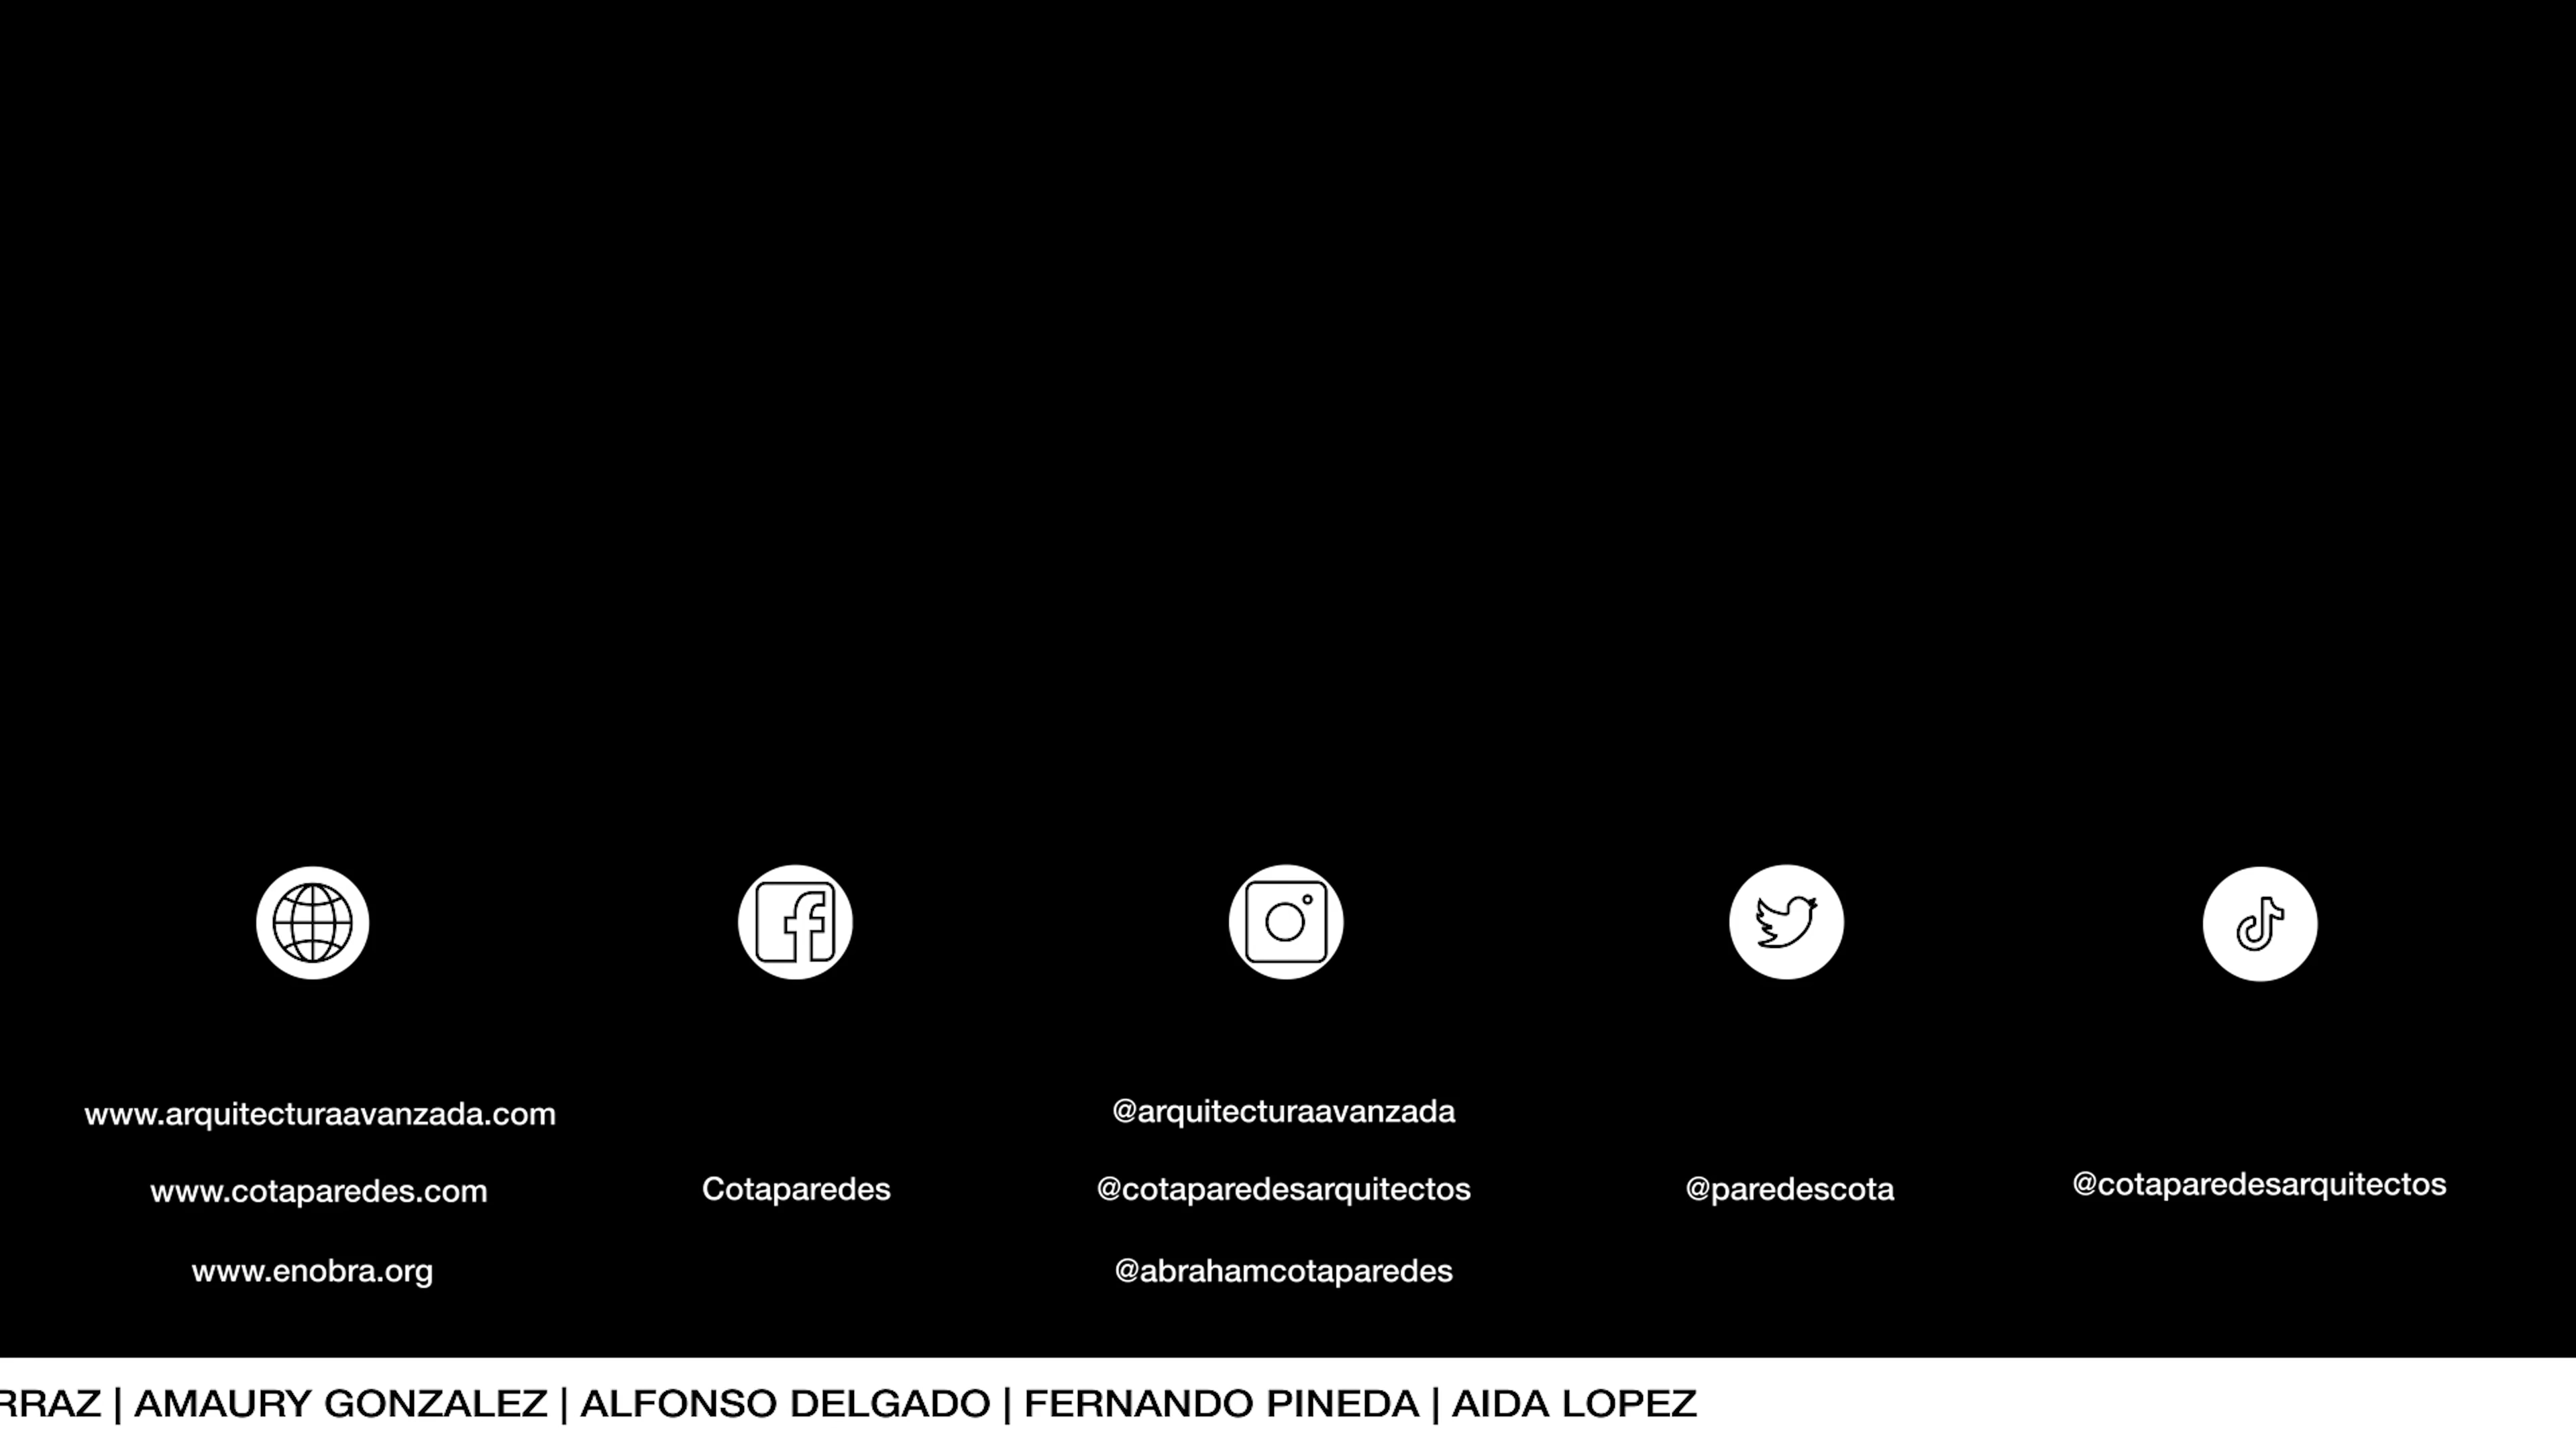 www.arquitecturaavanzada.com
www.cotaparedes.com
www.enobra.org
Cotaparedes
@arquitecturaavanzada
@cotaparedesarquitectos
@abrahamcotaparedes
@paredescota
@cotaparedesarquitectos
| AMAURY GONZALEZ | ALFONSO DELGADO | FERNANDO PINEDA | AIDA LOPEZ